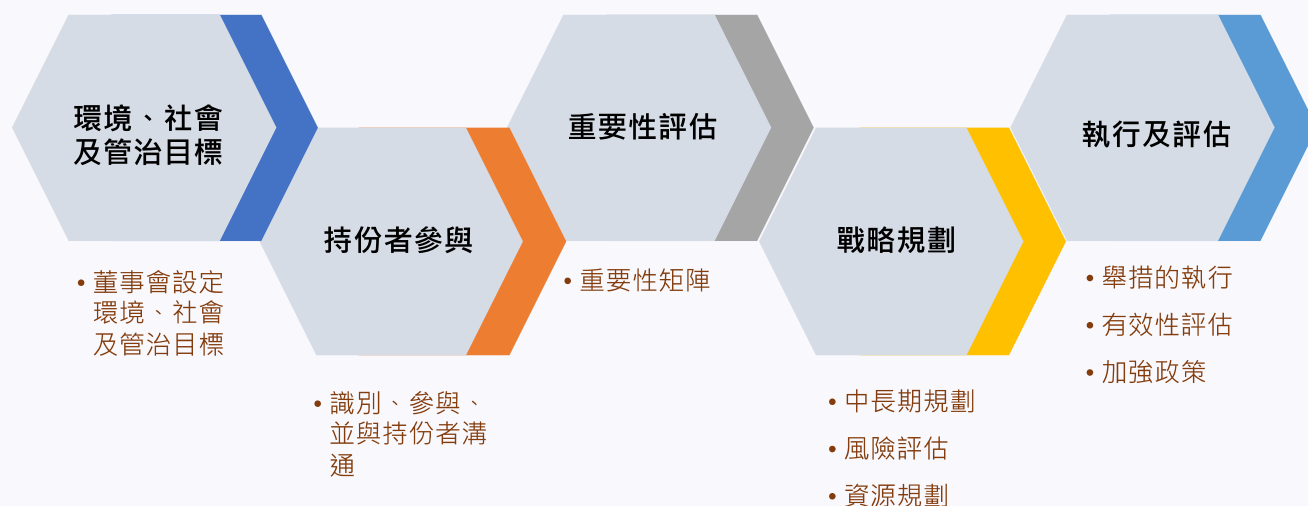 環境、社會
及管治目標
• 董事會設定
環境、社會
及管治目標
持份者參與
• 識別、參與、
並與持份者溝
通
重要性評估
• 重要性矩陣
戰略規劃
• 中長期規劃
• 風險評估
• 資源規劃
執行及評估
• 舉措的執行
• 有效性評估
• 加強政策